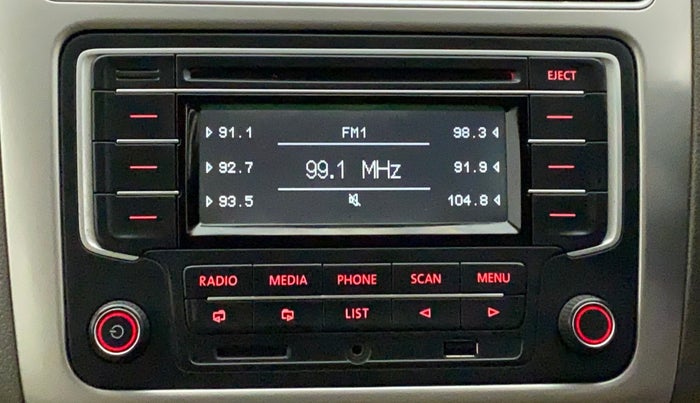 EJECT
91.1 FM1 98.3
92.7 99.1 MHz 91.9
93.5 104.8
RADIO MEDIA PHONE SCAN MENU
LIST